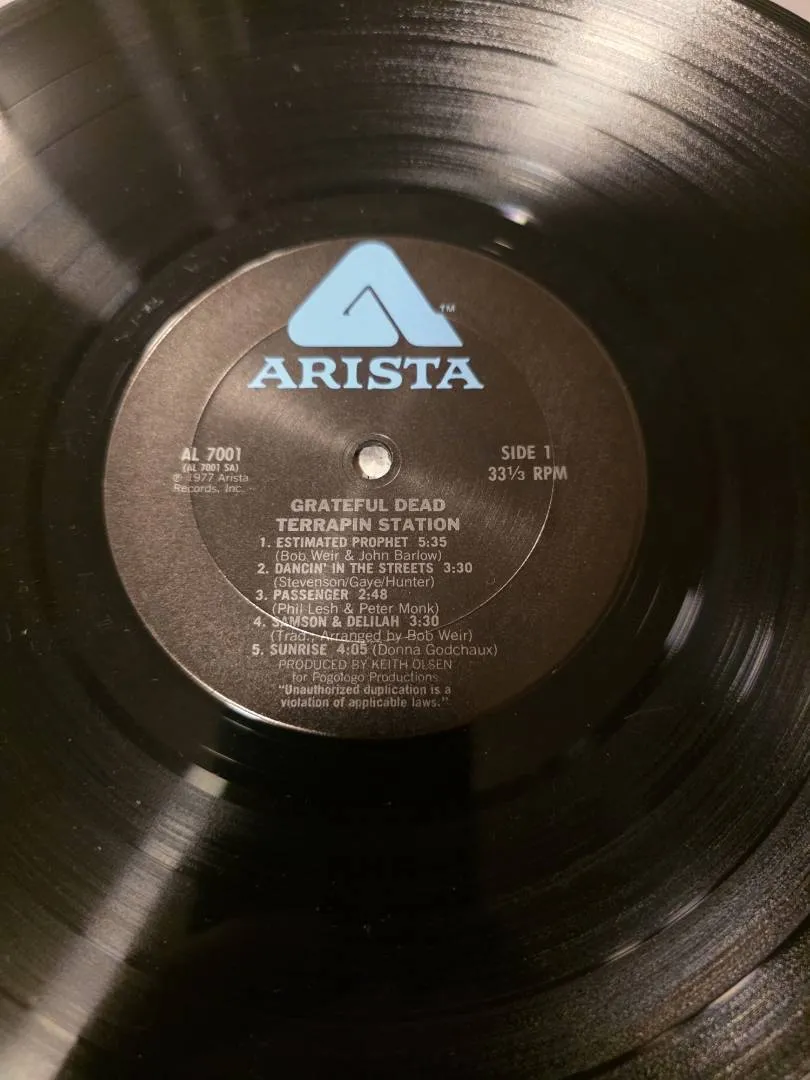 ™
ARISTA
AL 7001
(AL 7001 SA)
℗ 1977 Arista
Records, Inc.
SIDE 1
33⅓ RPM
GRATEFUL DEAD
TERRAPIN STATION
1. ESTIMATED PROPHET 5:35
(Bob Weir & John Barlow)
2. DANCIN' IN THE STREETS 3:30
(Stevenson/Gaye/Hunter)
3. PASSENGER 2:48
(Phil Lesh & Peter Monk)
4. SAMSON & DELILAH 3:30
(Trad., Arranged by Bob Weir)
5. SUNRISE 4:05 (Donna Godchaux)
PRODUCED BY KEITH OLSEN
for Pogologo Productions
"Unauthorized duplication is a
violation of applicable laws."